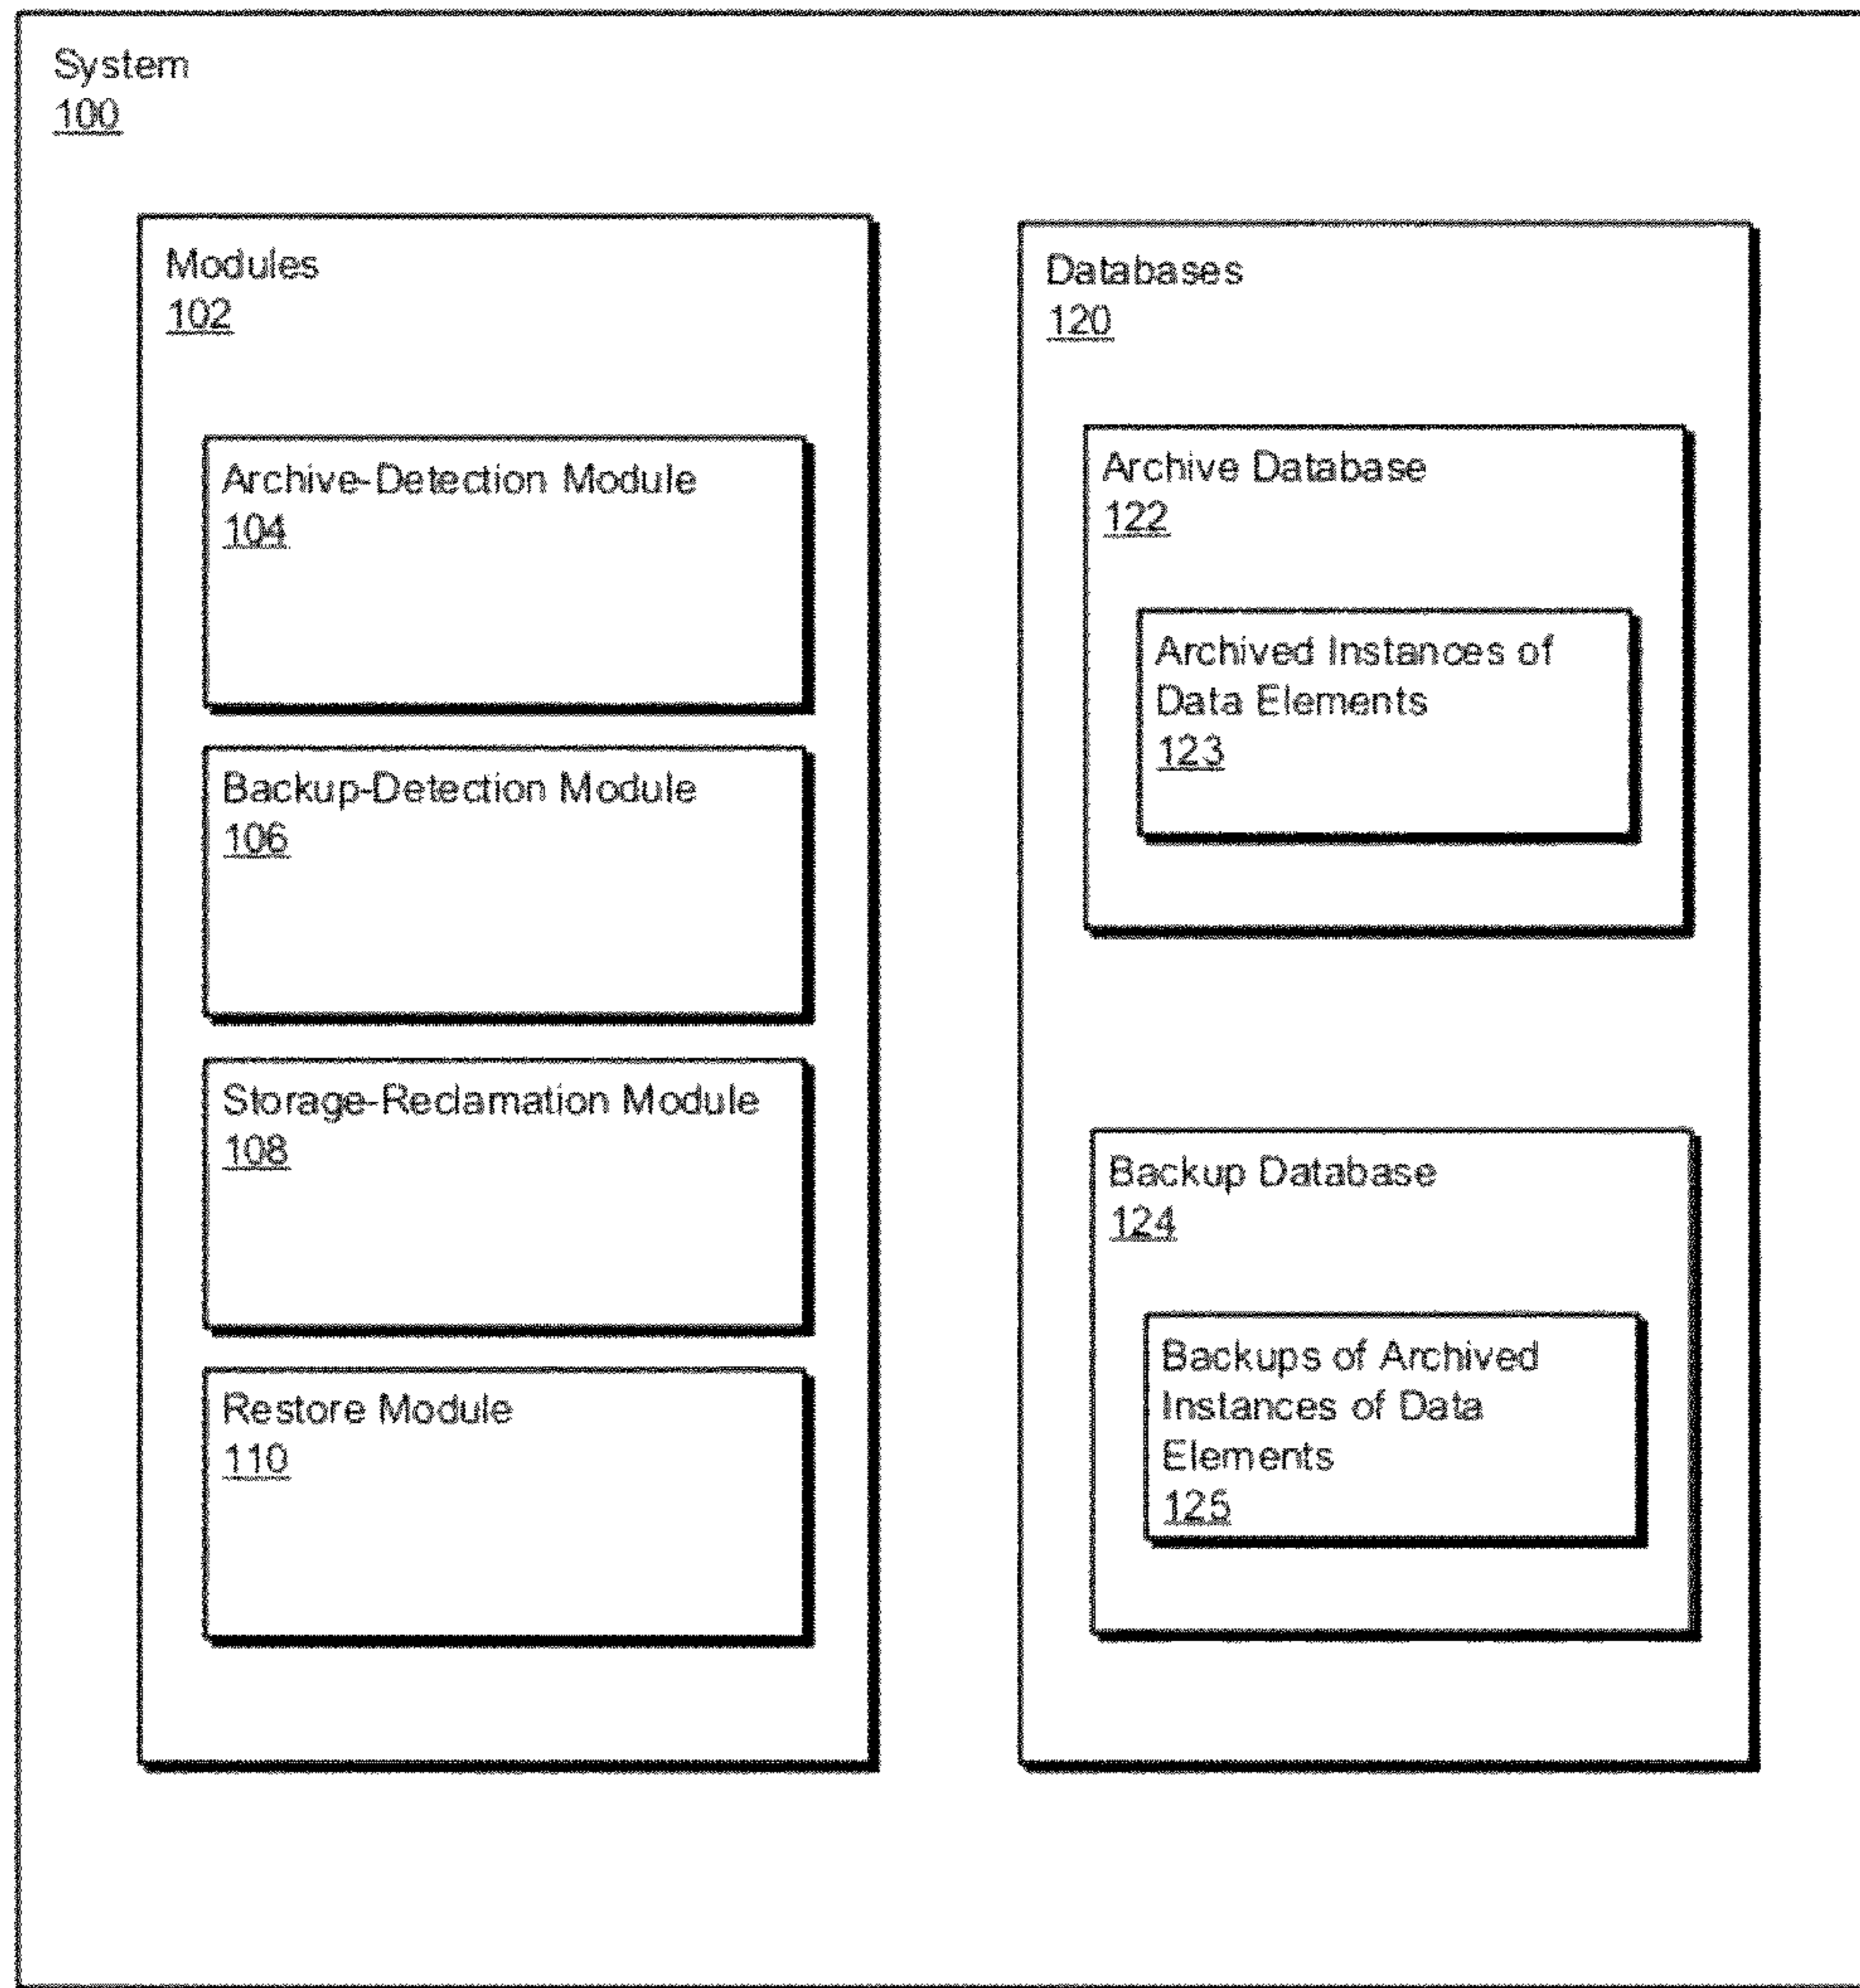 System
100
Modules
102
Archive-Detection Module
104
Backup-Detection Module
106
Storage-Reclamation Module
108
Restore Module
110
Databases
120
Archive Database
122
Archived Instances of
Data Elements
123
Backup Database
124
Backups of Archived
Instances of Data
Elements
125